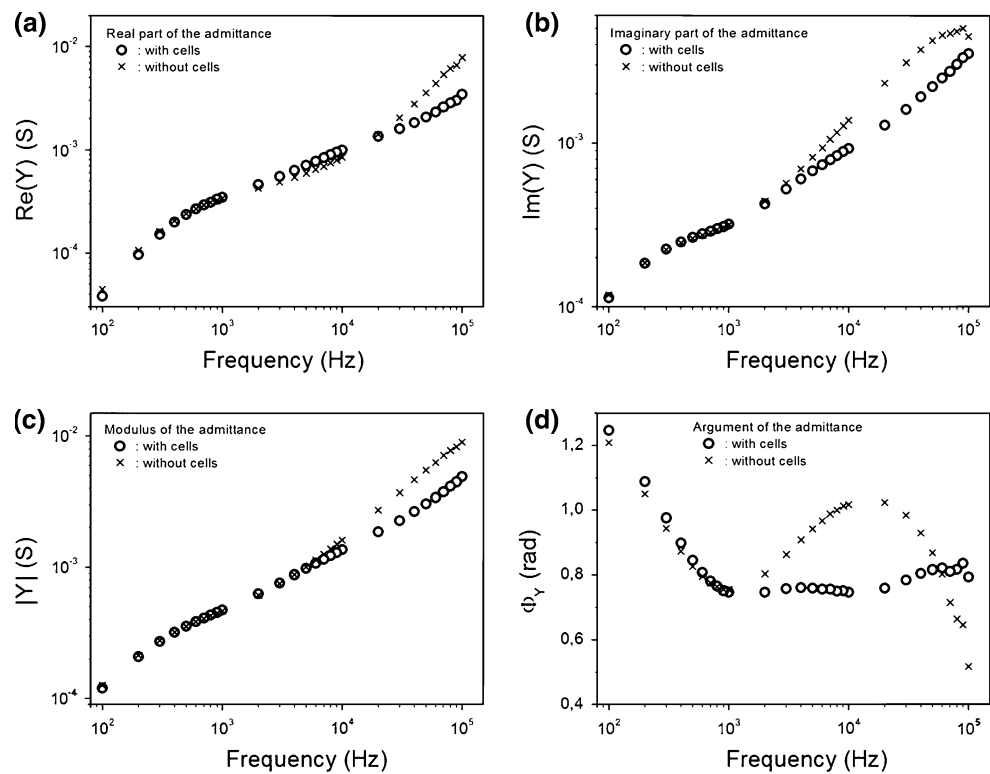 (a)
Real part of the admittance
: with cells
: without cells
10⁻²
10⁻³
10⁻⁴
Re(Y) (S)
10²
10³
10⁴
10⁵
Frequency (Hz)
(b)
Imaginary part of the admittance
: with cells
: without cells
10⁻³
10⁻⁴
Im(Y) (S)
10²
10³
10⁴
10⁵
Frequency (Hz)
(c)
Modulus of the admittance
: with cells
: without cells
10⁻²
10⁻³
10⁻⁴
|Y| (S)
10²
10³
10⁴
10⁵
Frequency (Hz)
(d)
Argument of the admittance
: with cells
: without cells
1,2
1,0
0,8
0,6
0,4
Φ_Y (rad)
10²
10³
10⁴
10⁵
Frequency (Hz)